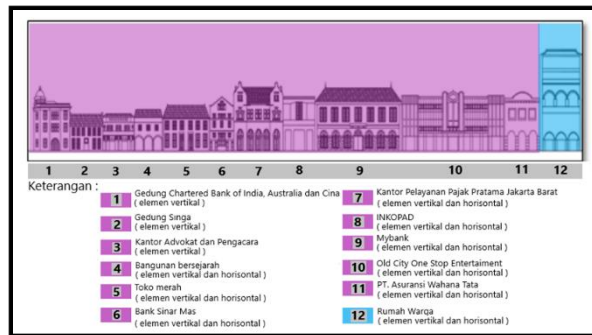 1 2 3 4 5 6 7 8 9 10 11 12
Keterangan :
1 Gedung Chartered Bank of India, Australia dan Cina
( elemen vertikal )
2 Gedung Singa
( elemen vertikal )
3 Kantor Advokat dan Pengacara
( elemen vertikal )
4 Bangunan bersejarah
( elemen vertikal dan horisontal )
5 Toko merah
( elemen vertikal dan horisontal )
6 Bank Sinar Mas
( elemen vertikal dan horisontal )
7 Kantor Pelayanan Pajak Pratama Jakarta Barat
( elemen vertikal dan horisontal )
8 INKOPAD
( elemen vertikal dan horisontal )
9 Mybank
( elemen vertikal dan horisontal )
10 Old City One Stop Entertaiment
( elemen vertikal dan horisontal )
11 PT. Asuransi Wahana Tata
( elemen vertikal dan horisontal )
12 Rumah Warga
( elemen vertikal dan horisontal )